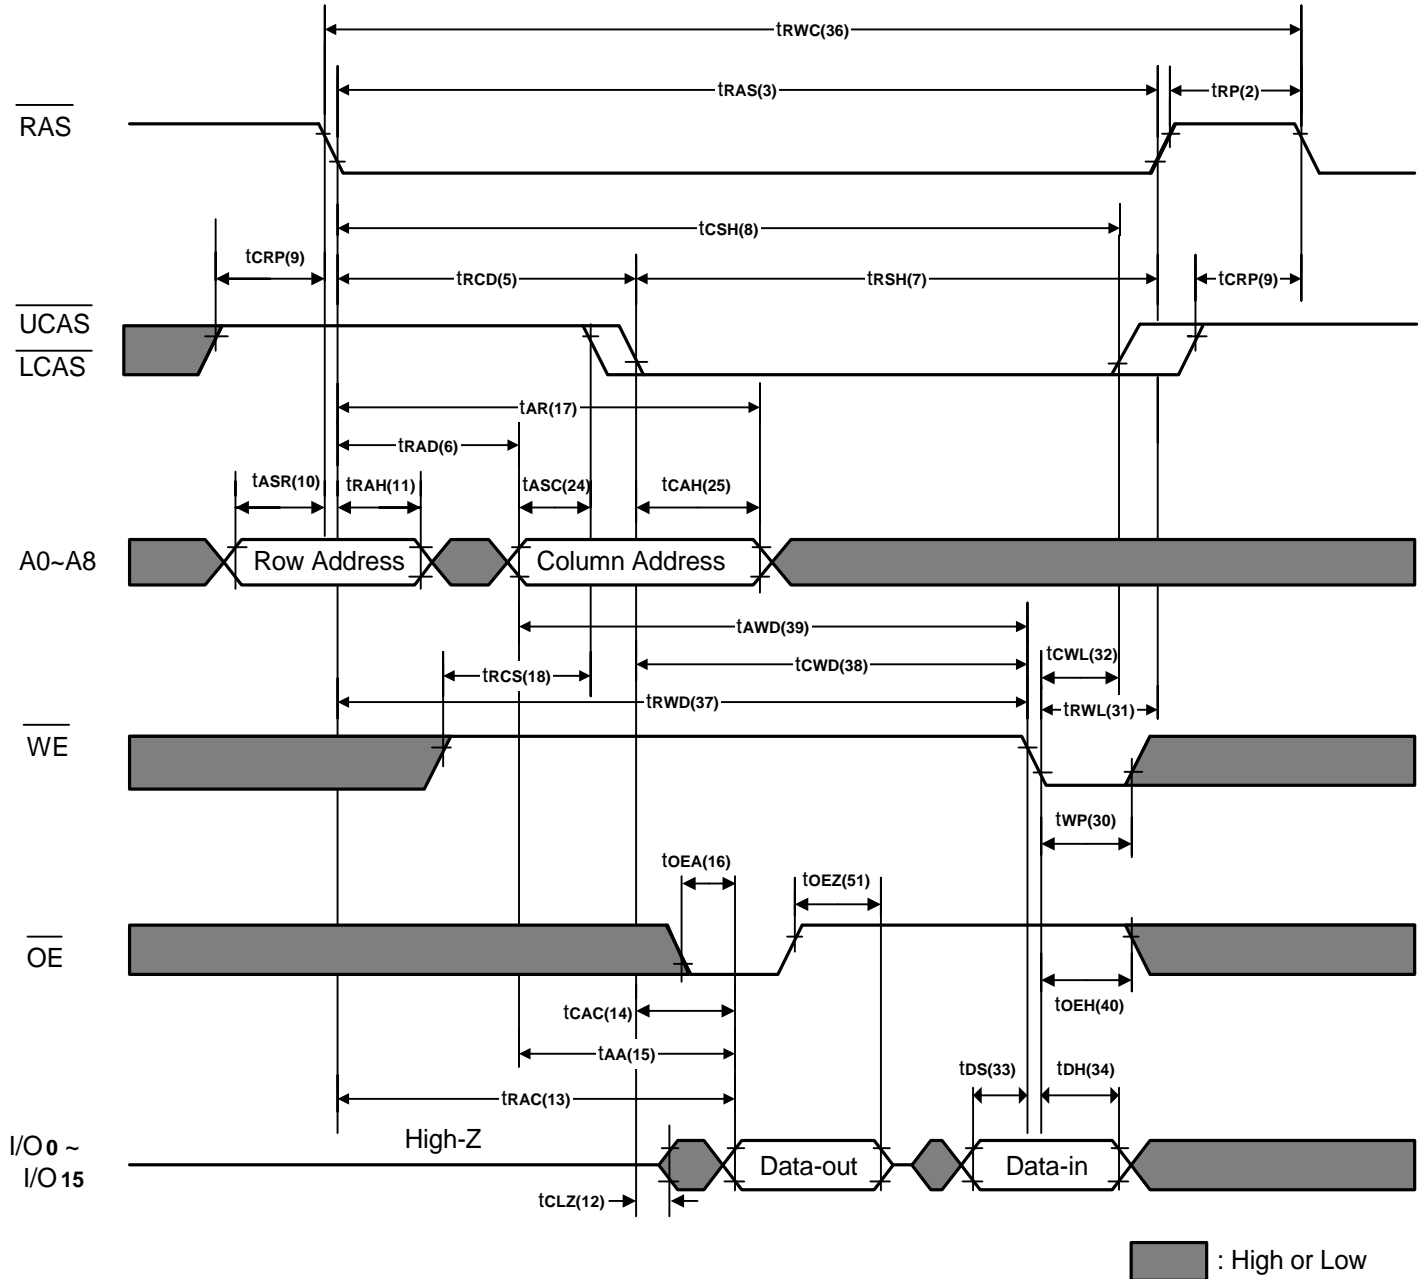 tRWC(36)
tRAS(3)
tRP(2)
RAS
tCSH(8)
tCRP(9)
tRCD(5)
tRSH(7)
tCRP(9)
UCAS
LCAS
tAR(17)
tRAD(6)
tASR(10)
tRAH(11)
tASC(24)
tCAH(25)
A0~A8
Row Address
Column Address
tAWD(39)
tCWD(38)
tCWL(32)
tRCS(18)
tRWD(37)
tRWL(31)
WE
tWP(30)
tOEA(16)
tOEZ(51)
OE
tCAC(14)
tOEH(40)
tAA(15)
tDS(33)
tDH(34)
tRAC(13)
High-Z
I/O0 ~
I/O15
Data-out
Data-in
tCLZ(12)
: High or Low